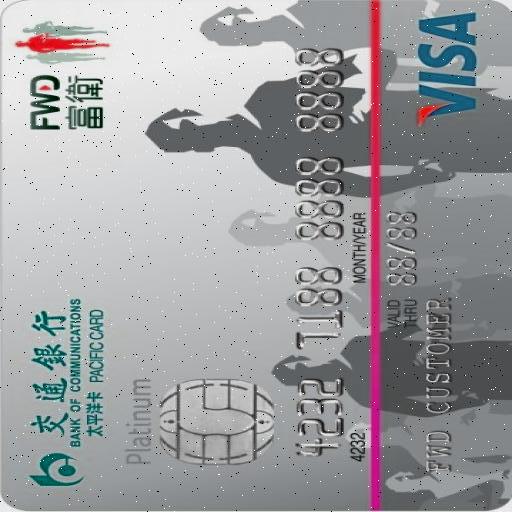 交通銀行
BANK OF COMMUNICATIONS
太平洋卡 PACIFIC CARD
FWD
富衛
Platinum
4232 7188 8888 8888
4232
MONTH/YEAR
VALID
THRU
88/88
FWD CUSTOMER
VISA